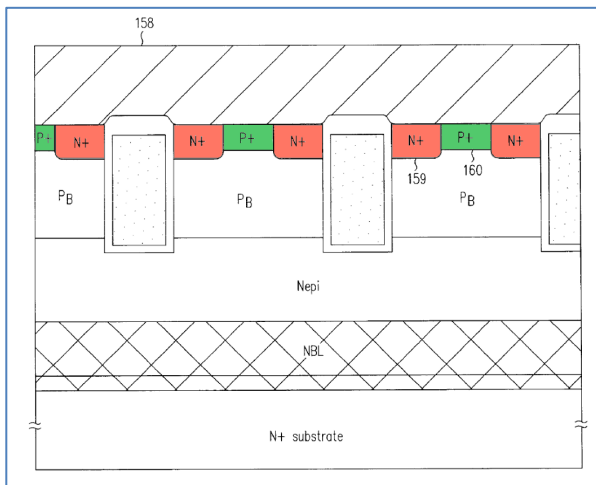 158
P+ N+ N+ P+ N+ N+ P+ N+
159 160
PB PB PB
Nepi
NBL
N+ substrate